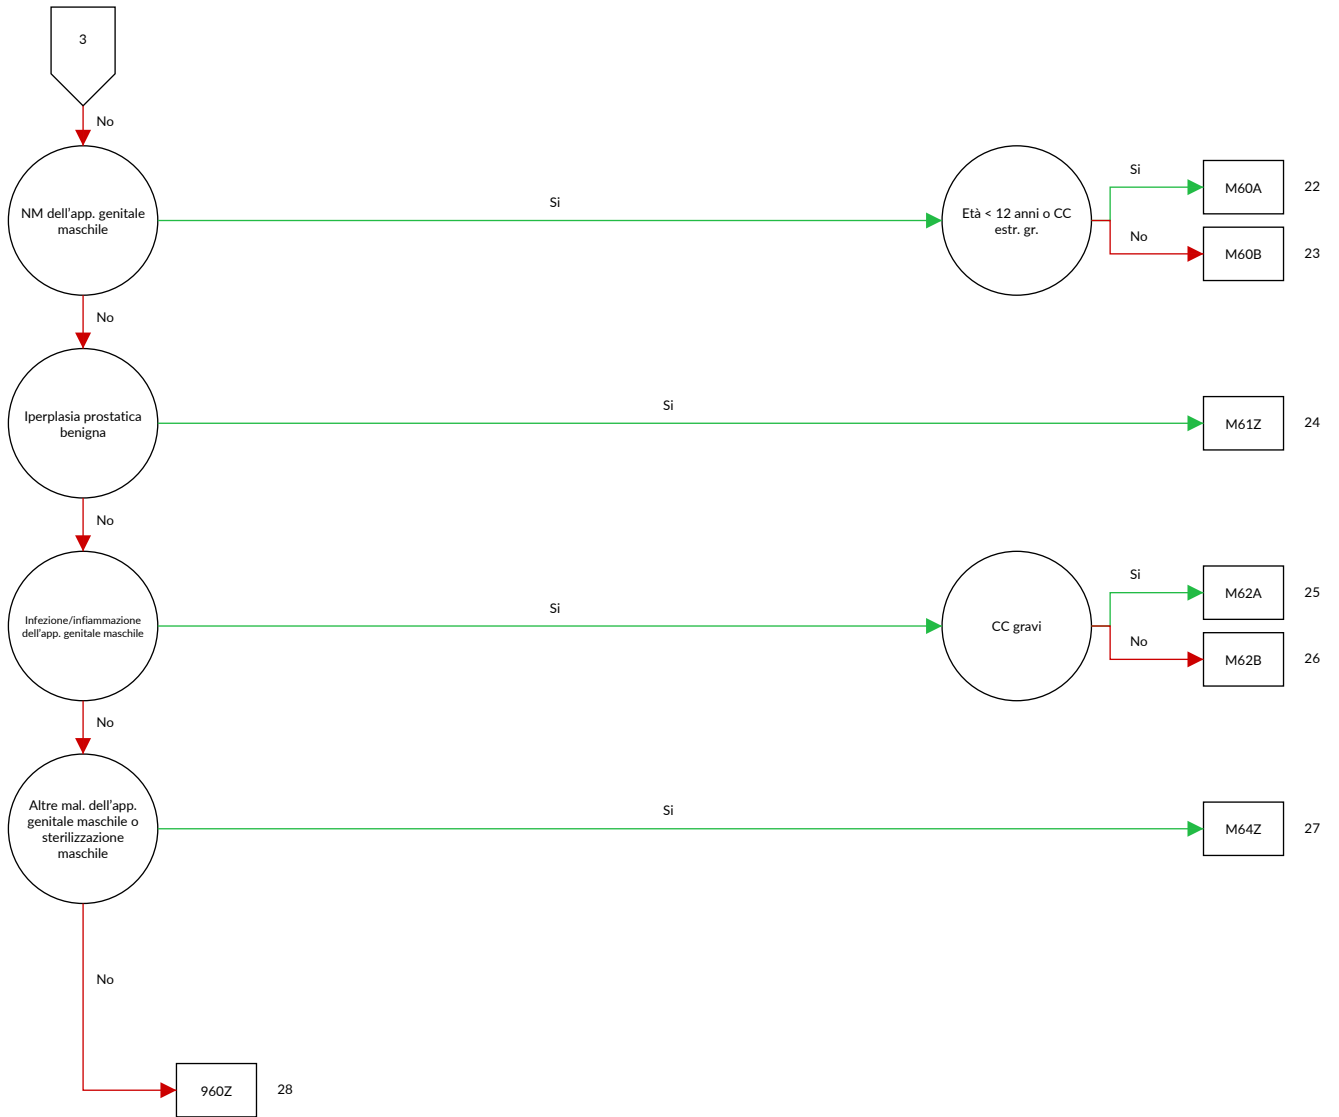 3
No
NM dell'app. genitale
maschile
Si
Età < 12 anni o CC
estr. gr.
Si
M60A
22
No
M60B
23
No
Iperplasia prostatica
benigna
Si
M61Z
24
No
Infezione/infiammazione
dell'app. genitale maschile
Si
CC gravi
Si
M62A
25
No
M62B
26
No
Altre mal. dell'app.
genitale maschile o
sterilizzazione
maschile
Si
M64Z
27
No
960Z
28